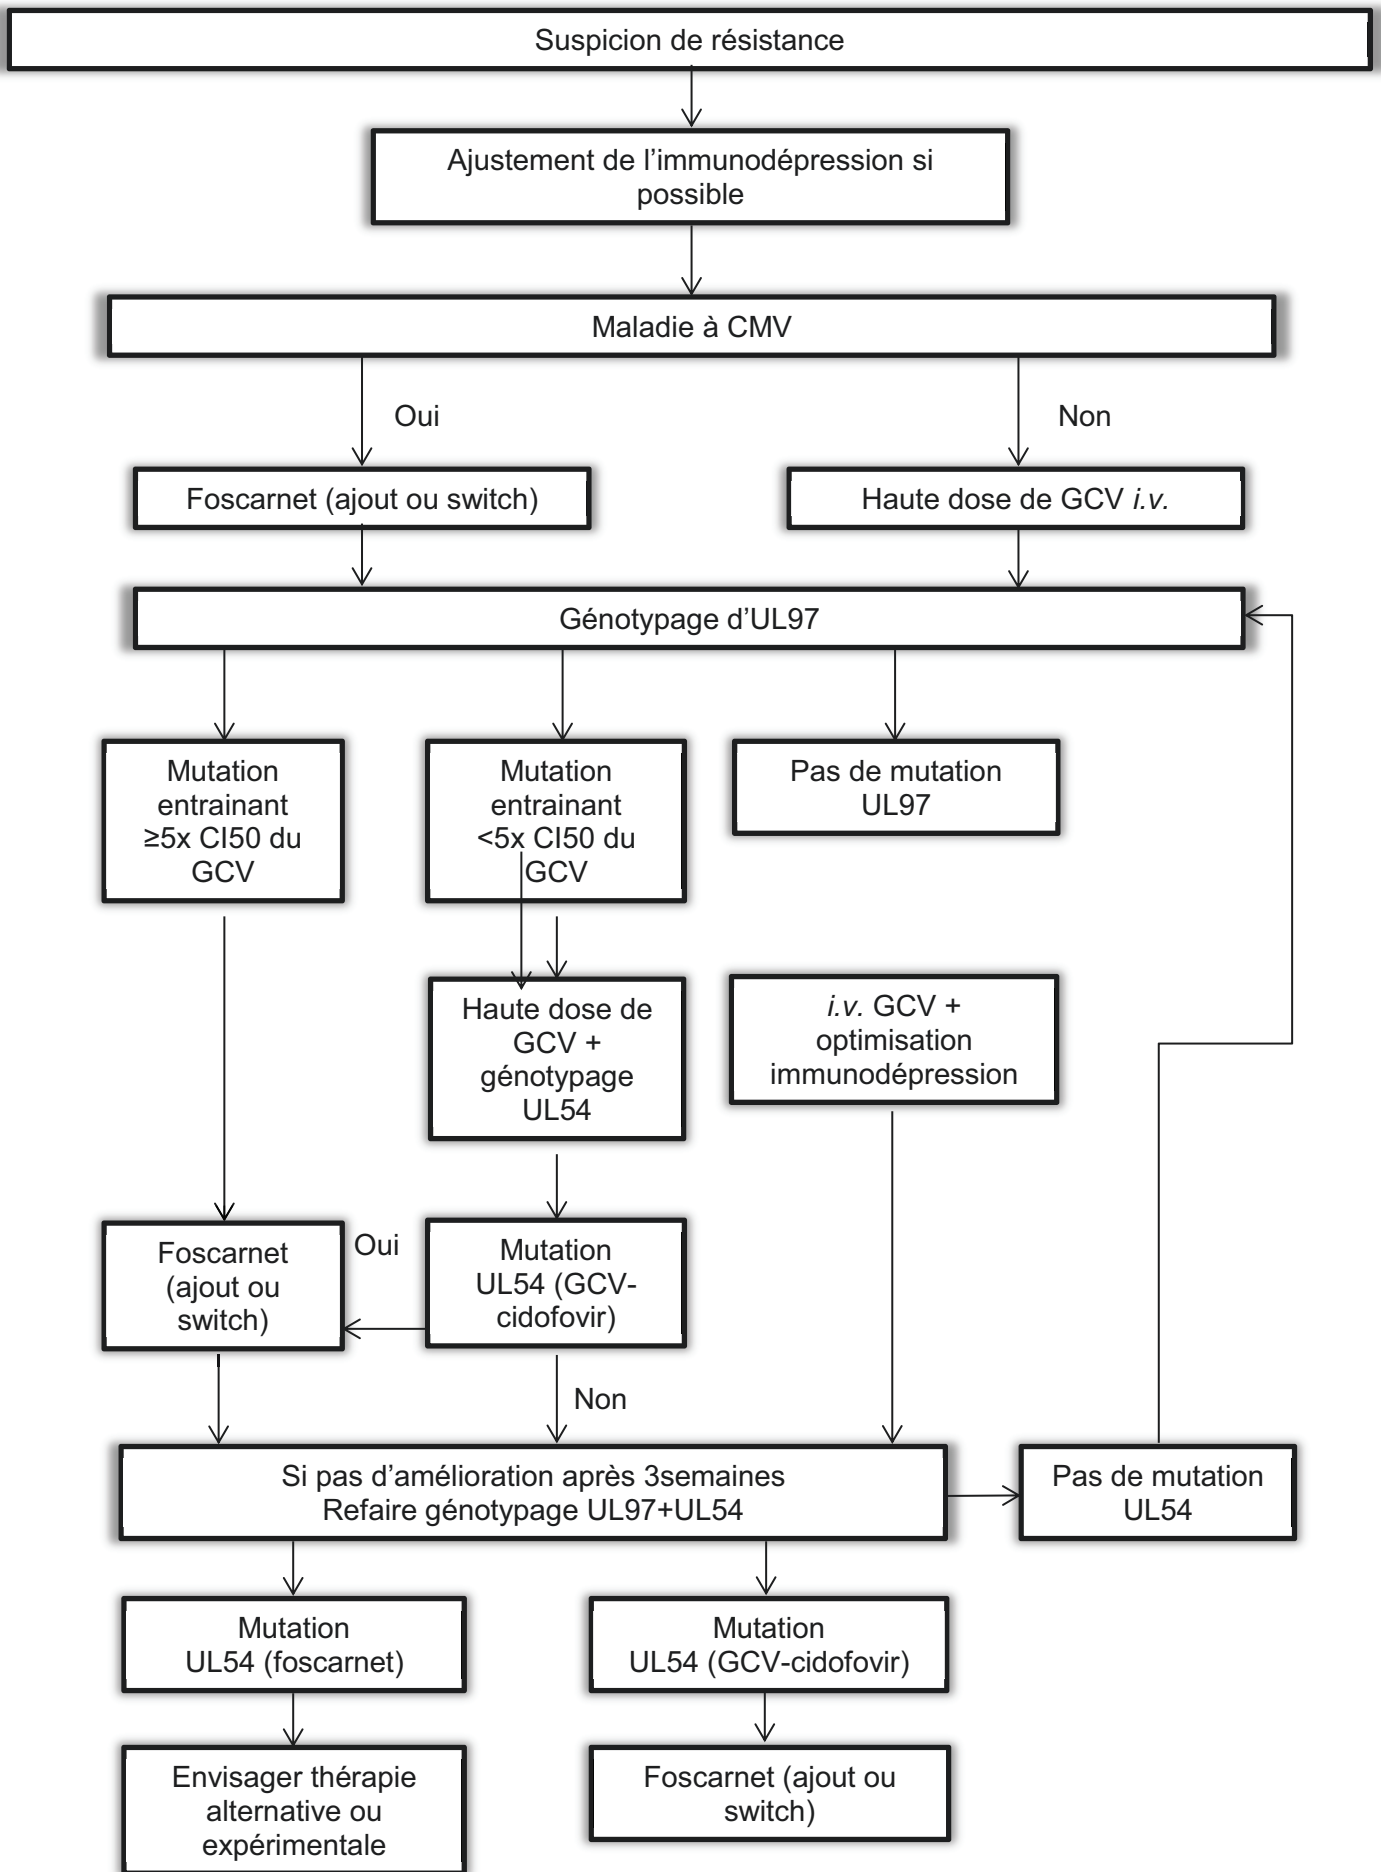 Suspicion de résistance
Ajustement de l’immunodépression si
possible
Maladie à CMV
Oui
Non
Foscarnet (ajout ou switch)
Haute dose de GCV i.v.
Génotypage d’UL97
Mutation
entrainant
≥5x CI50 du
GCV
Mutation
entrainant
<5x CI50 du
GCV
Pas de mutation
UL97
Haute dose de
GCV +
génotypage
UL54
i.v. GCV +
optimisation
immunodépression
Foscarnet
(ajout ou
switch)
Oui
Mutation
UL54 (GCV-
cidofovir)
Non
Si pas d’amélioration après 3semaines
Refaire génotypage UL97+UL54
Pas de mutation
UL54
Mutation
UL54 (foscarnet)
Mutation
UL54 (GCV-cidofovir)
Envisager thérapie
alternative ou
expérimentale
Foscarnet (ajout ou
switch)